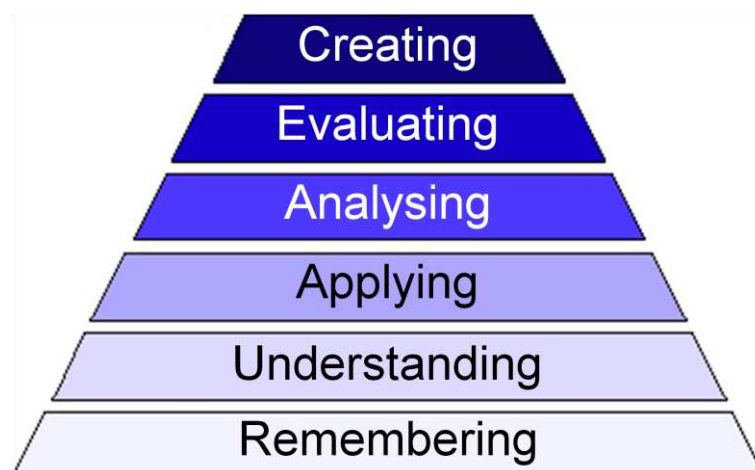 Creating
Evaluating
Analysing
Applying
Understanding
Remembering